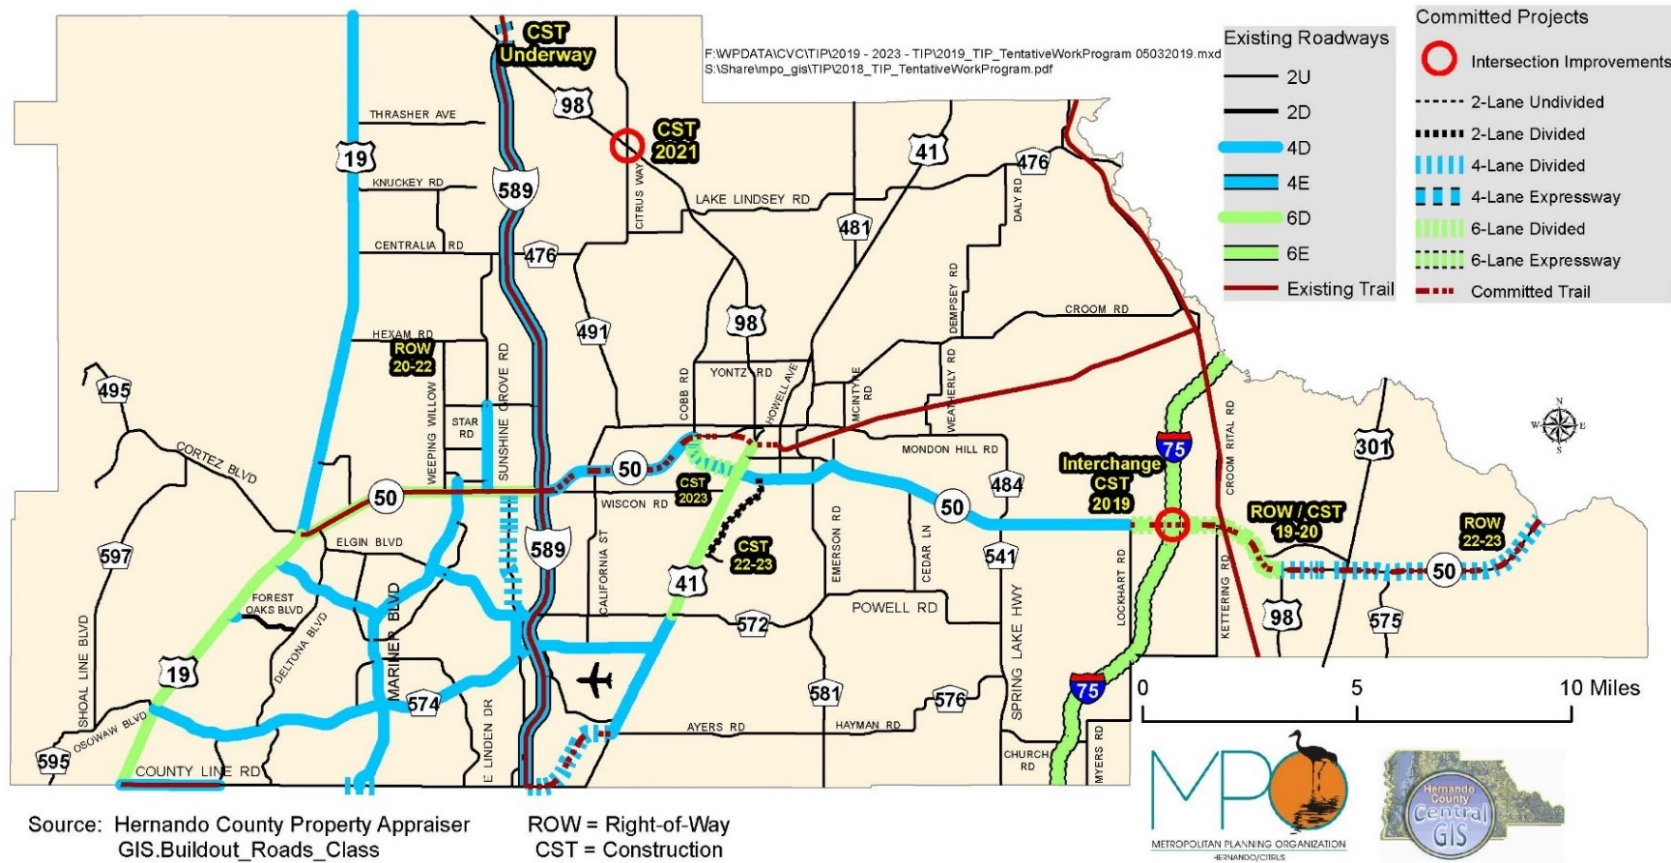 CST
Underway
F:\WPDATA\CVC\TIP\2019 - 2023 - TIP\2019_TIP_TentativeWorkProgram 05032019.mxd
S:\Share\mpo_gis\TIP\2018_TIP_TentativeWorkProgram.pdf
Existing Roadways
2U
2D
4D
4E
6D
6E
Existing Trail
Committed Projects
Intersection Improvements
2-Lane Undivided
2-Lane Divided
4-Lane Divided
4-Lane Expressway
6-Lane Divided
6-Lane Expressway
Committed Trail
98
THRASHER AVE
CST
2021
19
41
476
KNUCKEY RD
589
CITRUS WAY
LAKE LINDSEY RD
DALY RD
481
CENTRALIA RD
476
DEMPSEY RD
CROOM RD
HEXAM RD
491
98
ROW
20-22
SUNSHINE GROVE RD
WEEPING WILLOW
STAR
RD
COBB RD
YONTZ RD
HOWELL AVE
MCINTYRE
RD
WEATHERLY RD
495
CORTEZ BLVD
MONDON HILL RD
75
CROOM RITAL RD
301
N
W
E
S
50
50
CST
2023
WISCON RD
484
50
Interchange
CST
2019
ROW / CST
19-20
ROW
22-23
597
ELGIN BLVD
589
CALIFORNIA ST
CST
22-23
EMERSON RD
CEDAR LN
541
LOCKHART RD
KETTERING RD
50
41
FOREST
OAKS BLVD
DELTONA BLVD
MARINER BLVD
POWELL RD
572
98
575
SHOAL LINE BLVD
19
574
581
576
SPRING LAKE HWY
75
0
5
10 Miles
OSOWAW BLVD
E LINDEN DR
AYERS RD
HAYMAN RD
595
COUNTY LINE RD
CHURCH
RD
MYERS RD
MPO
METROPOLITAN PLANNING ORGANIZATION
HERNANDO/CITRUS
Hernando
County
Central
GIS
Source: Hernando County Property Appraiser
GIS.Buildout_Roads_Class
ROW = Right-of-Way
CST = Construction